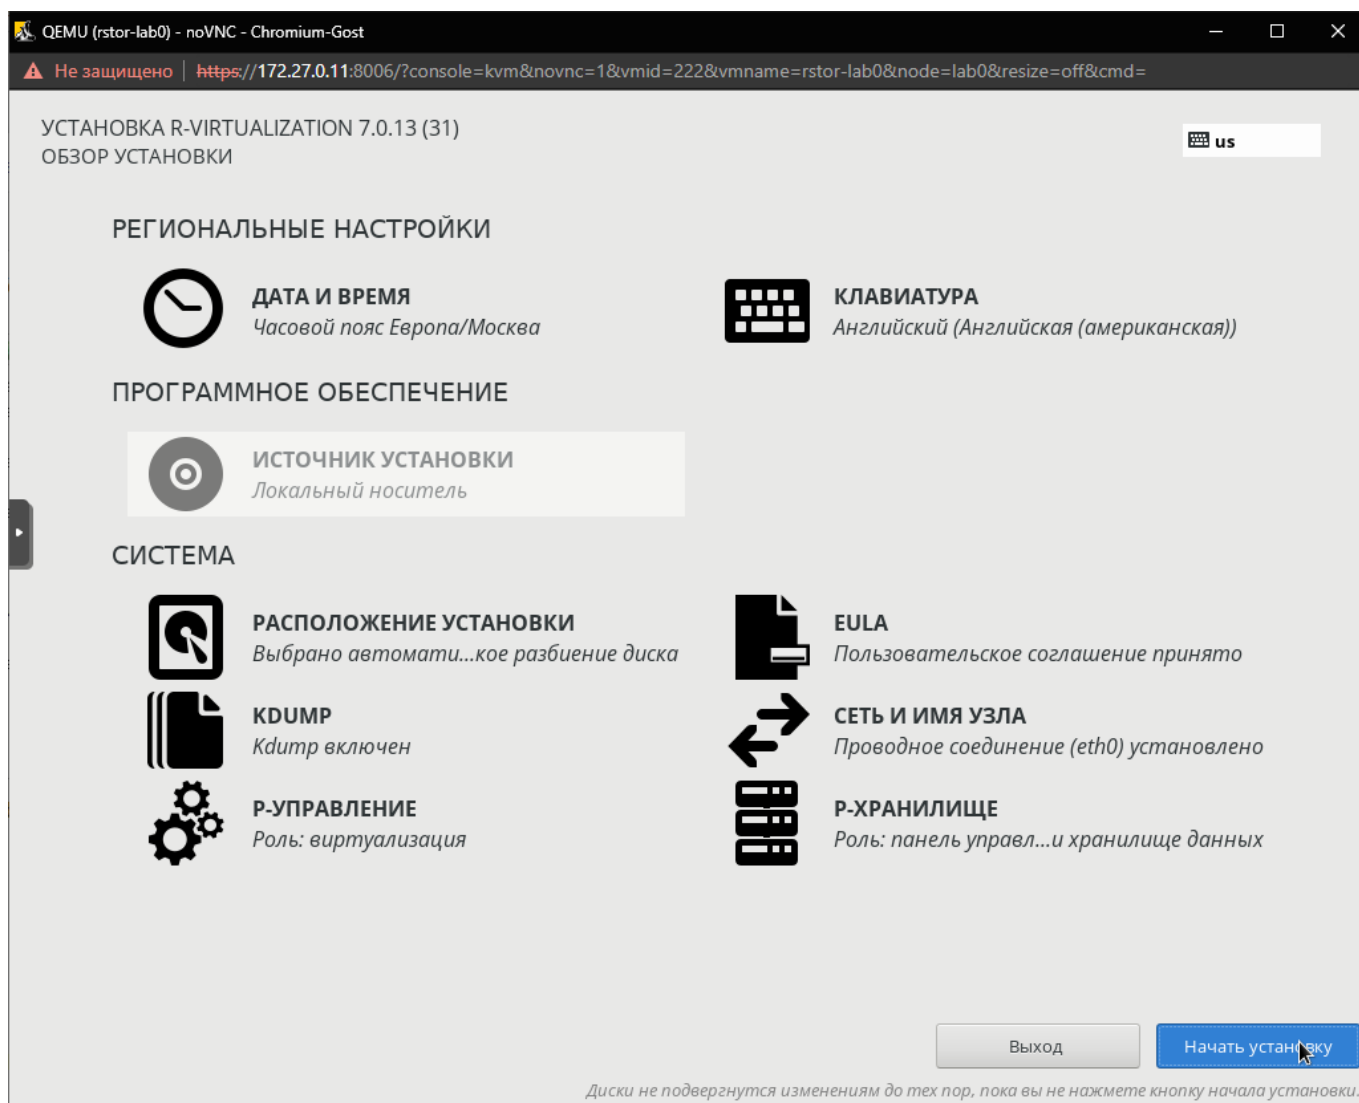 QEMU (rstor-lab0) - noVNC - Chromium-Gost
Не защищено https://172.27.0.11:8006/?console=kvm&novnc=1&vmid=222&vmname=rstor-lab0&node=lab0&resize=off&cmd=
УСТАНОВКА R-VIRTUALIZATION 7.0.13 (31)
ОБЗОР УСТАНОВКИ
us
РЕГИОНАЛЬНЫЕ НАСТРОЙКИ
ДАТА И ВРЕМЯ
Часовой пояс Европа/Москва
КЛАВИАТУРА
Английский (Английская (американская))
ПРОГРАММНОЕ ОБЕСПЕЧЕНИЕ
ИСТОЧНИК УСТАНОВКИ
Локальный носитель
СИСТЕМА
РАСПОЛОЖЕНИЕ УСТАНОВКИ
Выбрано автомати...кое разбиение диска
EULA
Пользовательское соглашение принято
KDUMP
Kdump включен
СЕТЬ И ИМЯ УЗЛА
Проводное соединение (eth0) установлено
Р-УПРАВЛЕНИЕ
Роль: виртуализация
Р-ХРАНИЛИЩЕ
Роль: панель управл...и хранилище данных
Выход
Начать установку
Диски не подвергнутся изменениям до тех пор, пока вы не нажмете кнопку начала установки.